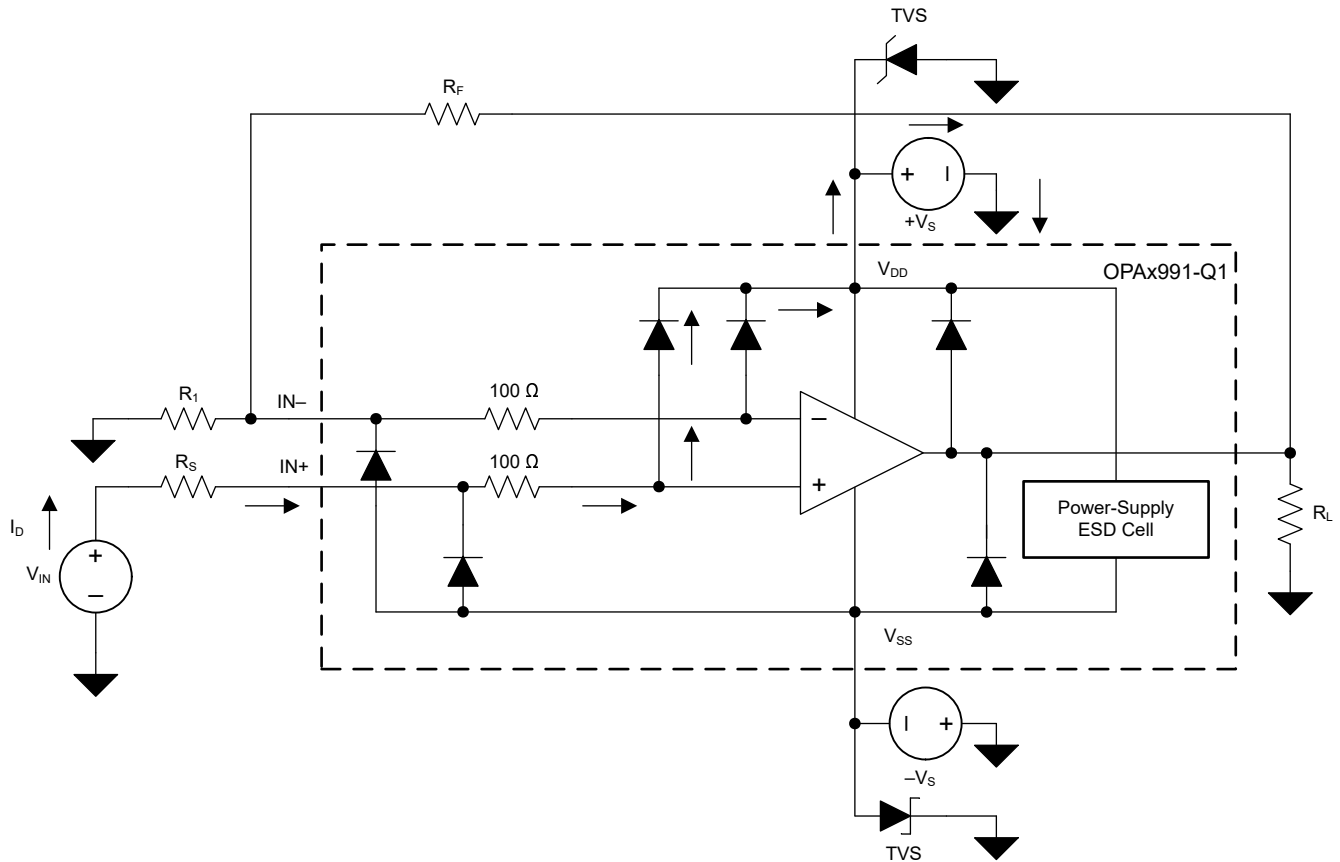 TVS
R_F
+ I
+V_S
V_DD
OPAx991-Q1
R_1
IN–
100 Ω
–
R_S
IN+
100 Ω
+
Power-Supply
ESD Cell
R_L
I_D
V_IN
+
–
V_SS
I +
–V_S
TVS